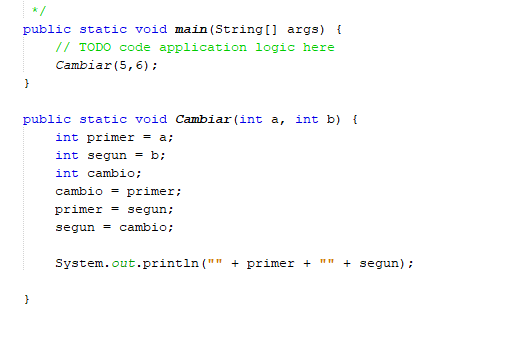 */
public static void main(String[] args) {
// TODO code application logic here
Cambiar(5,6);
}
public static void Cambiar(int a, int b) {
int primer = a;
int segun = b;
int cambio;
cambio = primer;
primer = segun;
segun = cambio;
System.out.println("" + primer + "" + segun);
}